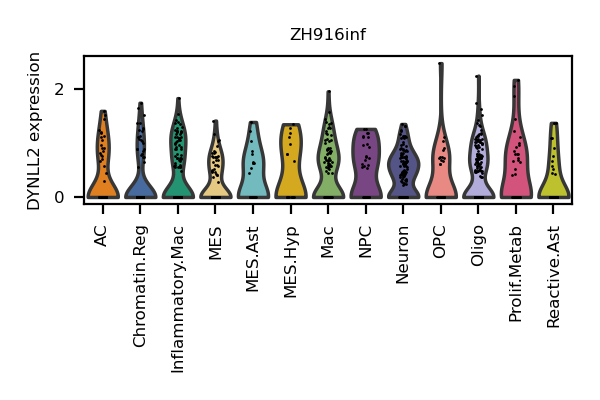 ZH916inf
DYNLL2 expression
2
0
AC
Chromatin.Reg
Inflammatory.Mac
MES
MES.Ast
MES.Hyp
Mac
NPC
Neuron
OPC
Oligo
Prolif.Metab
Reactive.Ast